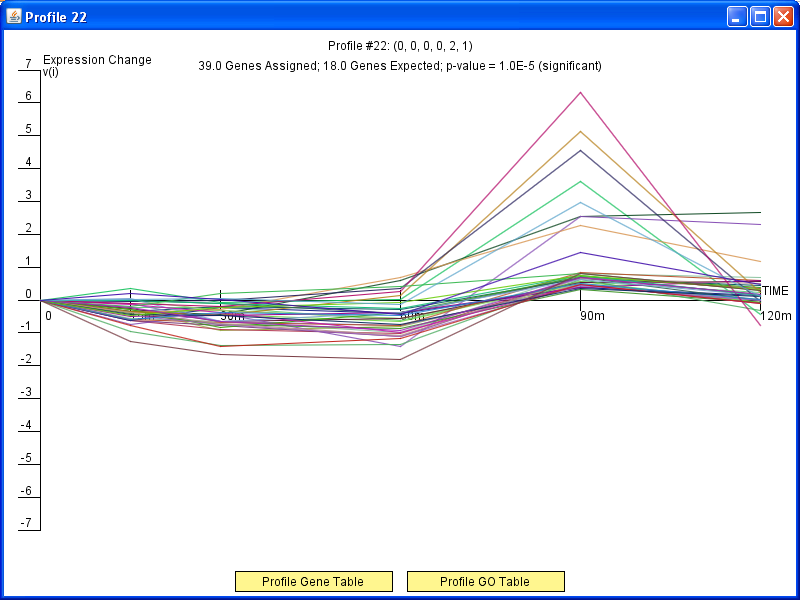 Profile 22
Profile #22: (0, 0, 0, 0, 2, 1)
39.0 Genes Assigned; 18.0 Genes Expected; p-value = 1.0E-5 (significant)
Expression Change
v(i)
7
6
5
4
3
2
1
0
-1
-2
-3
-4
-5
-6
-7
TIME
0
90m
120m
Profile Gene Table
Profile GO Table